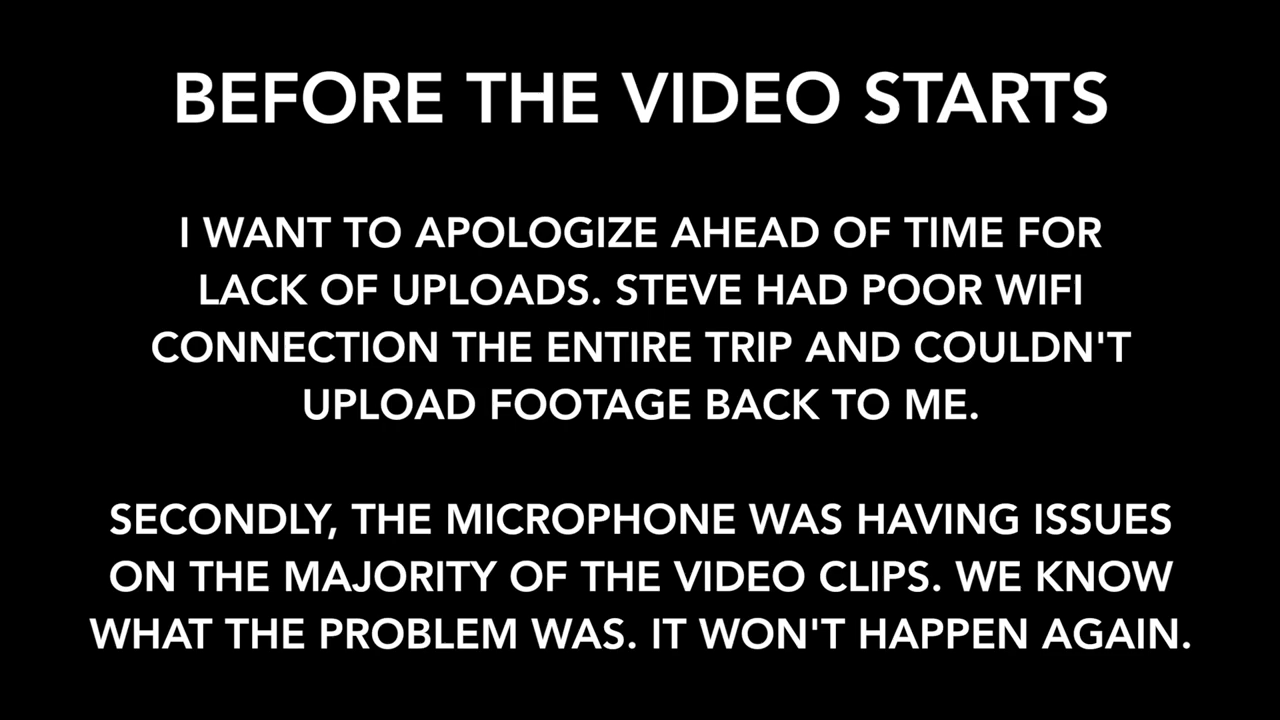 BEFORE THE VIDEO STARTS
I WANT TO APOLOGIZE AHEAD OF TIME FOR
LACK OF UPLOADS. STEVE HAD POOR WIFI
CONNECTION THE ENTIRE TRIP AND COULDN'T
UPLOAD FOOTAGE BACK TO ME.
SECONDLY, THE MICROPHONE WAS HAVING ISSUES
ON THE MAJORITY OF THE VIDEO CLIPS. WE KNOW
WHAT THE PROBLEM WAS. IT WON'T HAPPEN AGAIN.